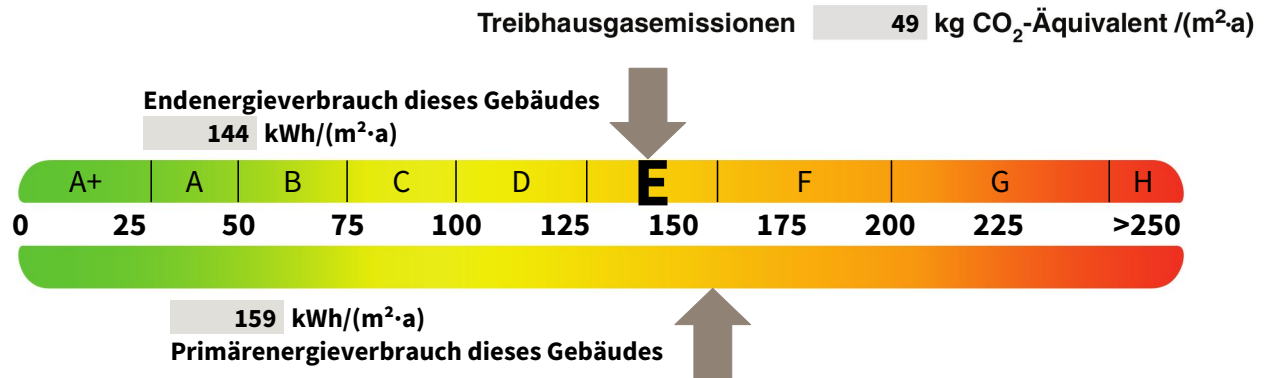 Treibhausgasemissionen 49 kg CO₂-Äquivalent /(m²·a)
Endenergieverbrauch dieses Gebäudes
144 kWh/(m²·a)
A+ A B C D E F G H
0 25 50 75 100 125 150 175 200 225 >250
159 kWh/(m²·a)
Primärenergieverbrauch dieses Gebäudes